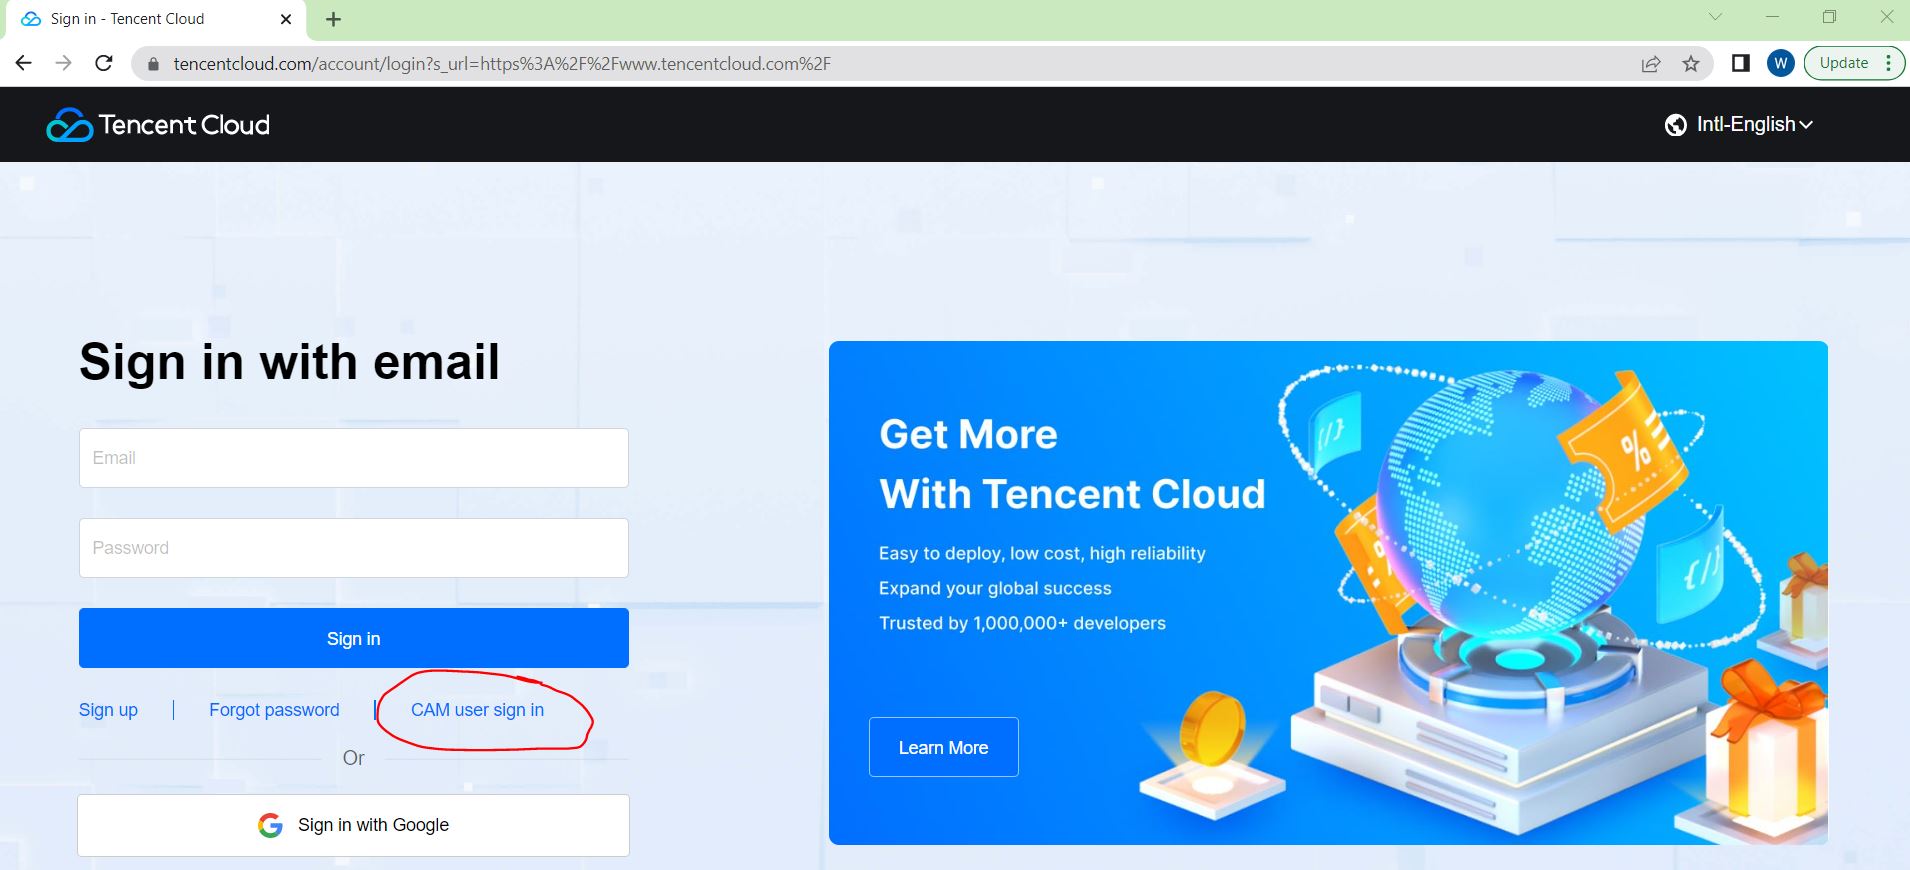 Sign in - Tencent Cloud
tencentcloud.com/account/login?s_url=https%3A%2F%2Fwww.tencentcloud.com%2F
W
Update
Tencent Cloud
Intl-English
Sign in with email
Email
Password
Sign in
Sign up
Forgot password
CAM user sign in
Or
Sign in with Google
Get More
With Tencent Cloud
Easy to deploy, low cost, high reliability
Expand your global success
Trusted by 1,000,000+ developers
Learn More
{/}
%
%
{/}